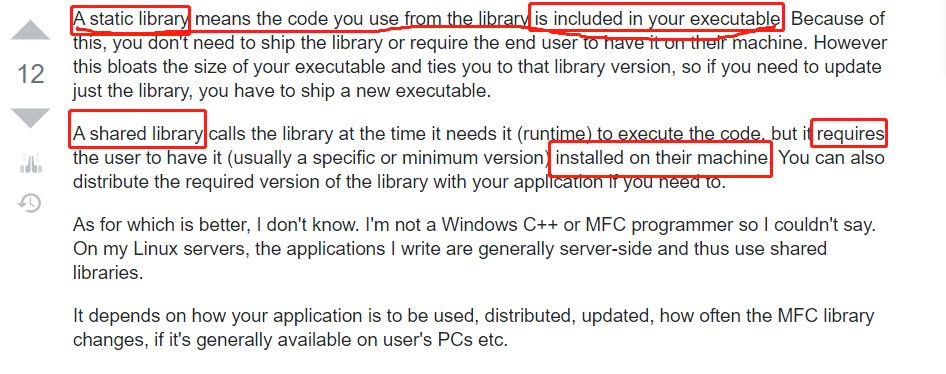 A static library means the code you use from the library is included in your executable. Because of
this, you don't need to ship the library or require the end user to have it on their machine. However
this bloats the size of your executable and ties you to that library version, so if you need to update
just the library, you have to ship a new executable.
12
A shared library calls the library at the time it needs it (runtime) to execute the code, but it requires
the user to have it (usually a specific or minimum version) installed on their machine. You can also
distribute the required version of the library with your application if you need to.
As for which is better, I don't know. I'm not a Windows C++ or MFC programmer so I couldn't say.
On my Linux servers, the applications I write are generally server-side and thus use shared
libraries.
It depends on how your application is to be used, distributed, updated, how often the MFC library
changes, if it's generally available on user's PCs etc.